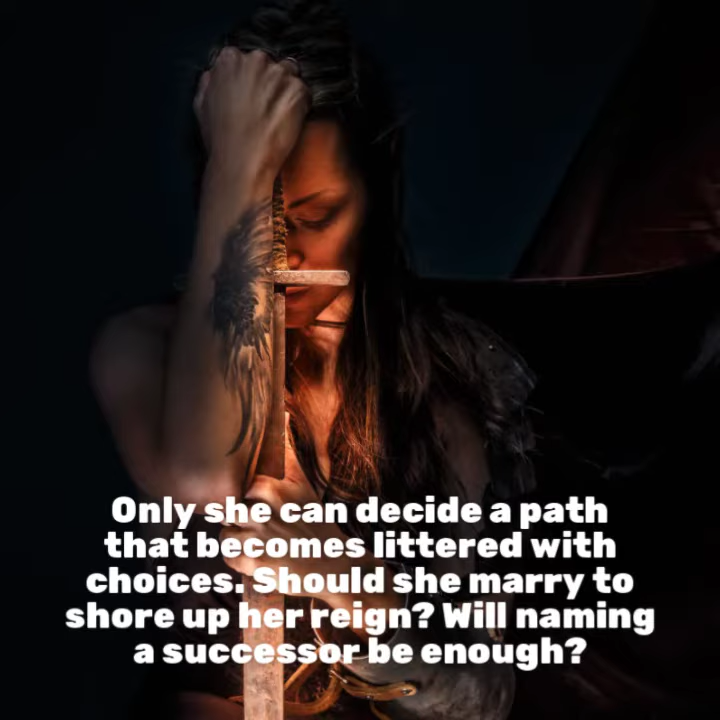 Only she can decide a path
that becomes littered with
choices. Should she marry to
shore up her reign? Will naming
a successor be enough?